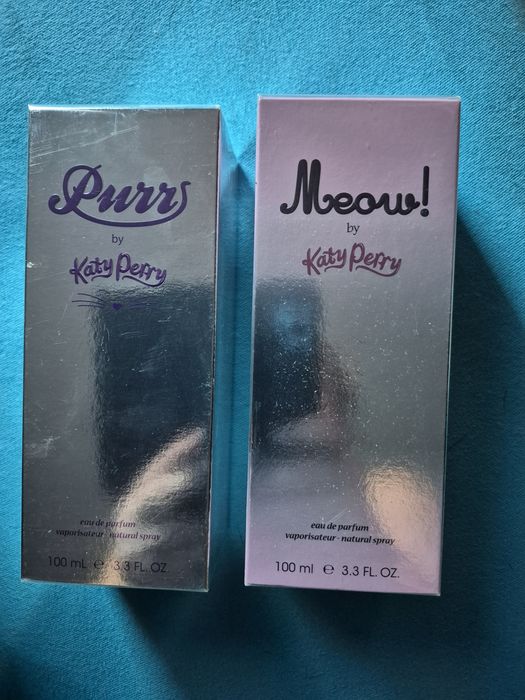 Purr
by
Katy Perry
eau de parfum
vaporisateur - natural spray
100 mL e 3.3 FL. OZ.
Meow!
by
Katy Perry
eau de parfum
vaporisateur - natural spray
100 ml e 3.3 FL. OZ.